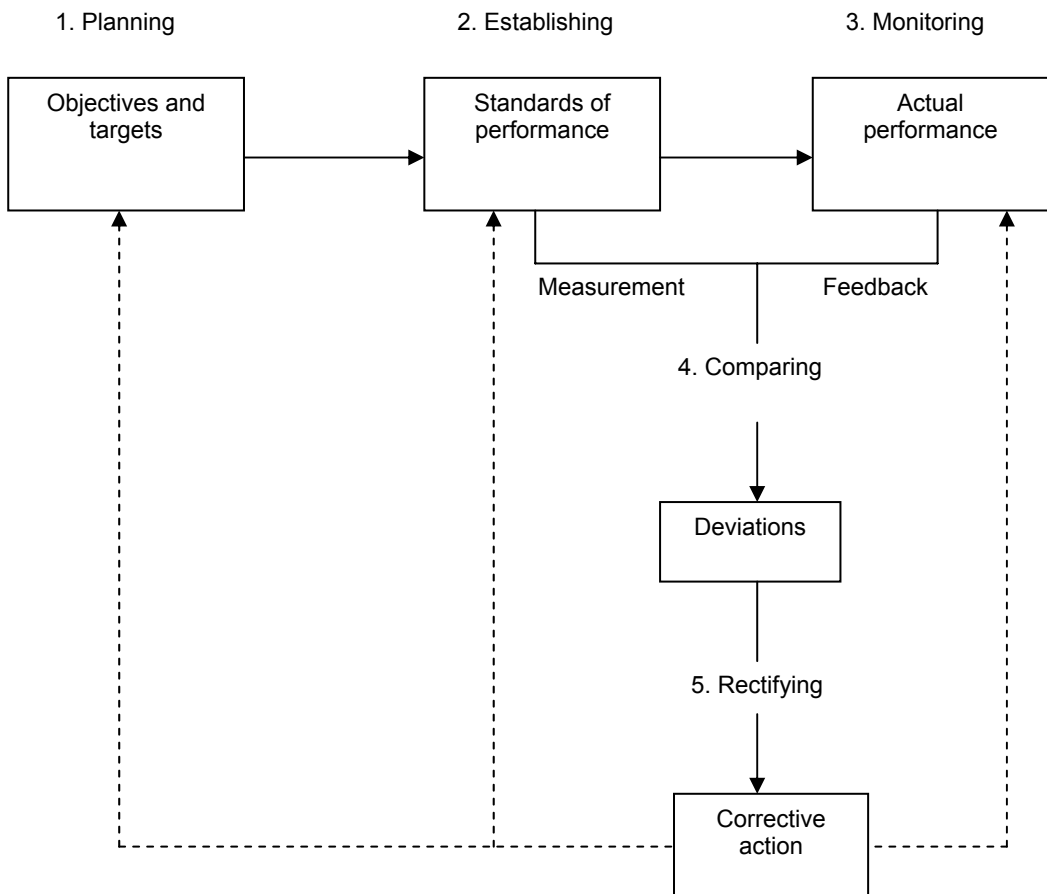 1. Planning
2. Establishing
3. Monitoring
Objectives and
targets
Standards of
performance
Actual
performance
Measurement
Feedback
4. Comparing
Deviations
5. Rectifying
Corrective
action